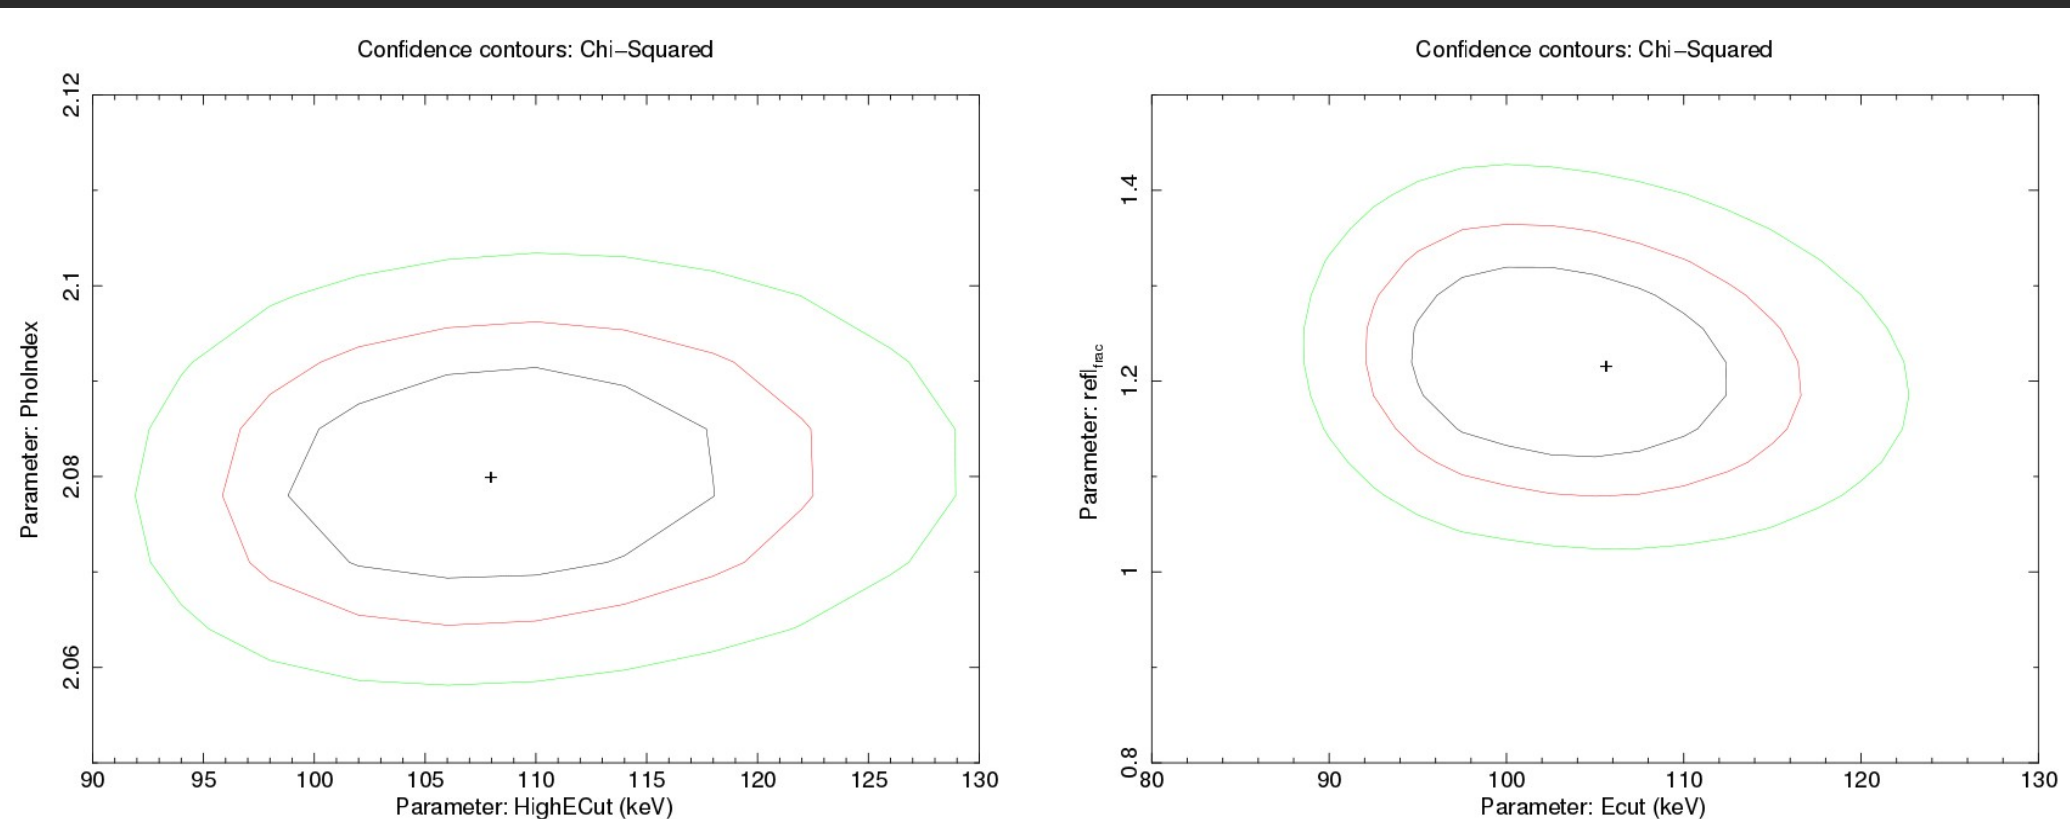 Confidence contours: Chi−Squared
Parameter: PhoIndex
2.12
2.1
2.08
2.06
90 95 100 105 110 115 120 125 130
Parameter: HighECut (keV)
Confidence contours: Chi−Squared
Parameter: refl_frac
1.4
1.2
1
0.8
80 90 100 110 120 130
Parameter: Ecut (keV)